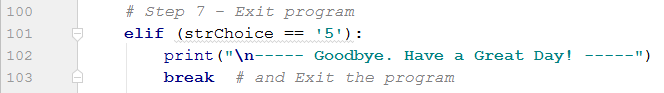 100 # Step 7 - Exit program
101 elif (strChoice == '5'):
102 print("\n----- Goodbye. Have a Great Day! -----")
103 break # and Exit the program